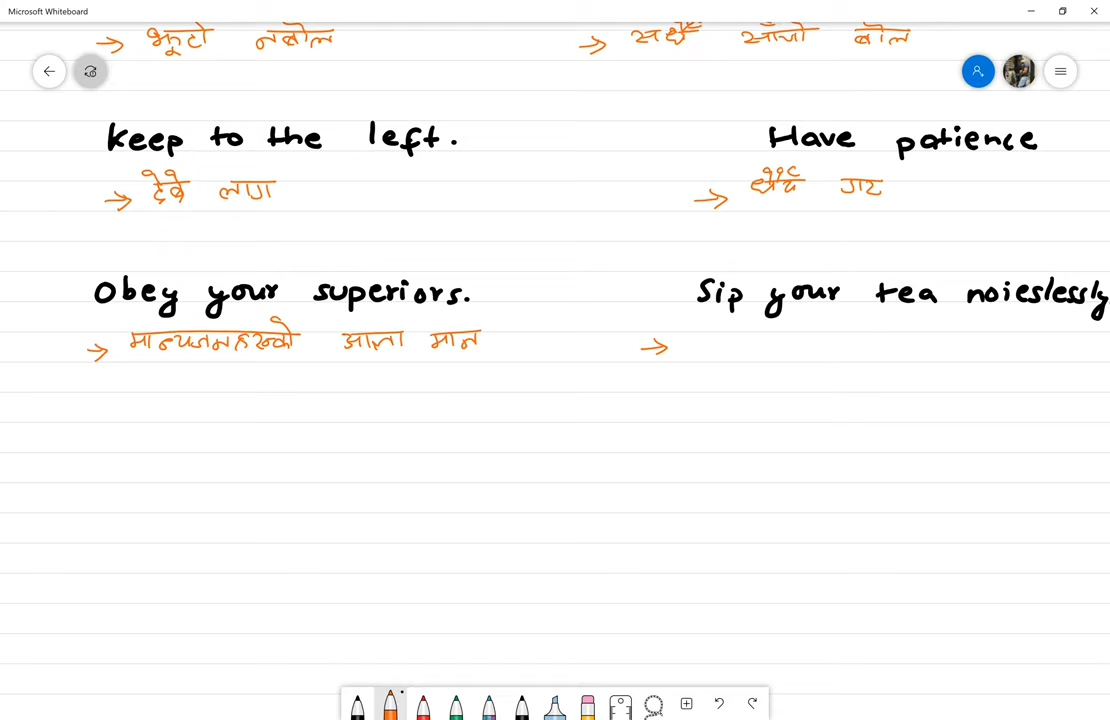 Microsoft Whiteboard
→ झूटो नबोल
→ सधैं साँचो बोल
Keep to the left.
Have patience
→ देब्रे लाग
→ धैर्य गर
Obey your superiors.
Sip your tea noieslessly
→ मान्यजनहरूको आज्ञा मान
→